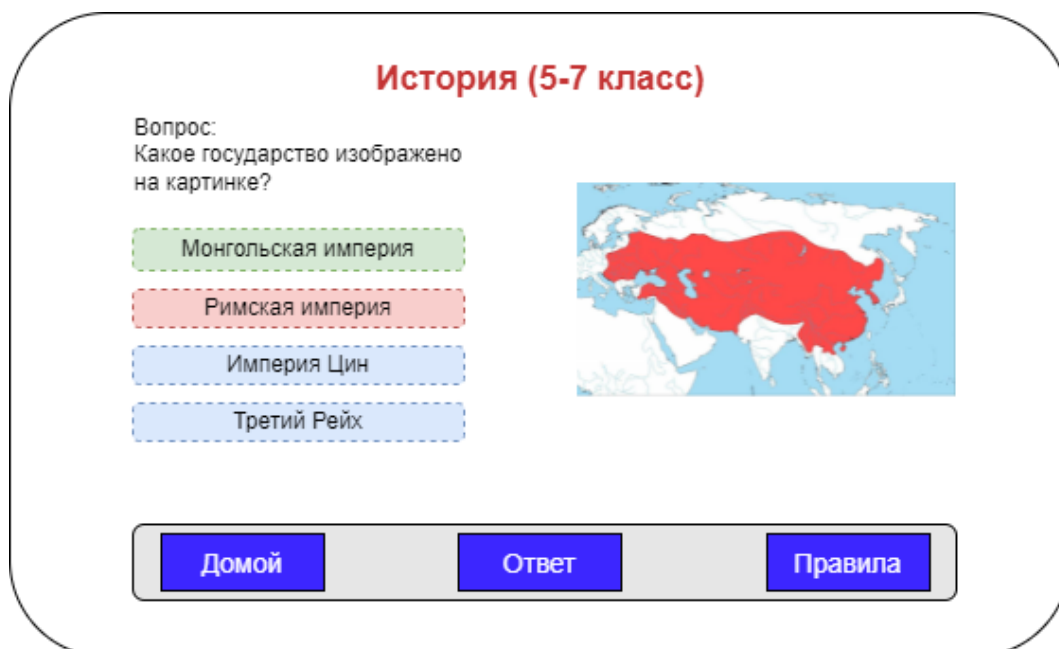 История (5-7 класс)
Вопрос:
Какое государство изображено
на картинке?
Монгольская империя
Римская империя
Империя Цин
Третий Рейх
Домой
Ответ
Правила